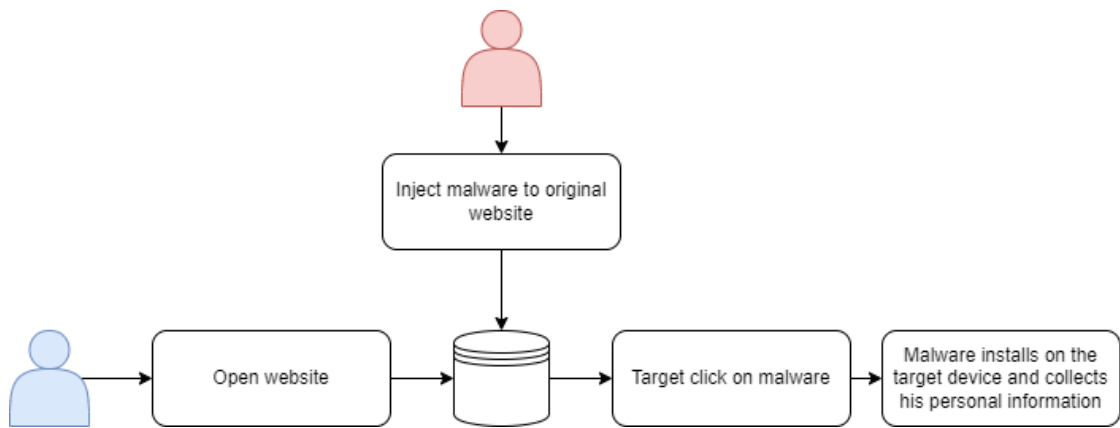 Inject malware to original
website
Open website
Target click on malware
Malware installs on the
target device and collects
his personal information